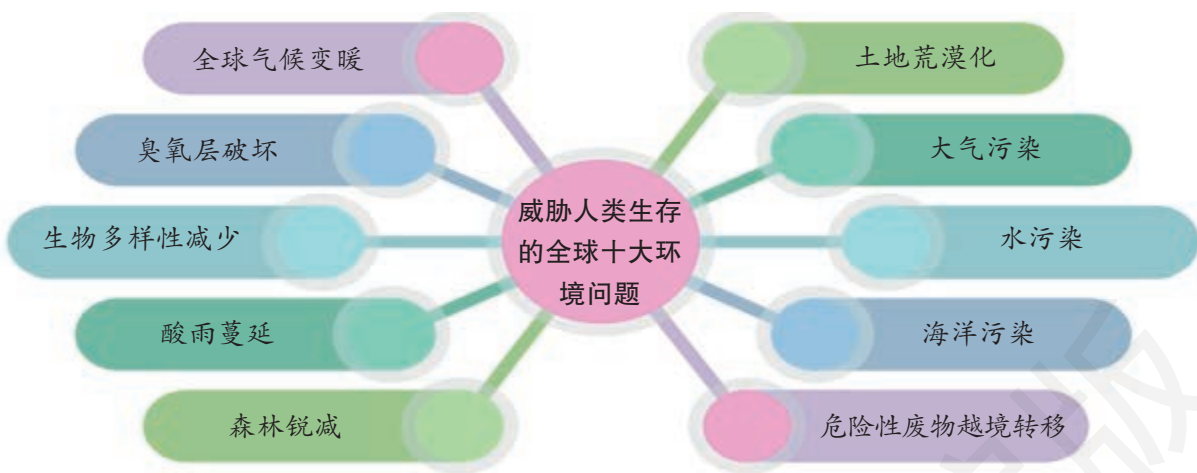 全球气候变暖
臭氧层破坏
生物多样性减少
酸雨蔓延
森林锐减
威胁人类生存
的全球十大环
境问题
土地荒漠化
大气污染
水污染
海洋污染
危险性废物越境转移
版